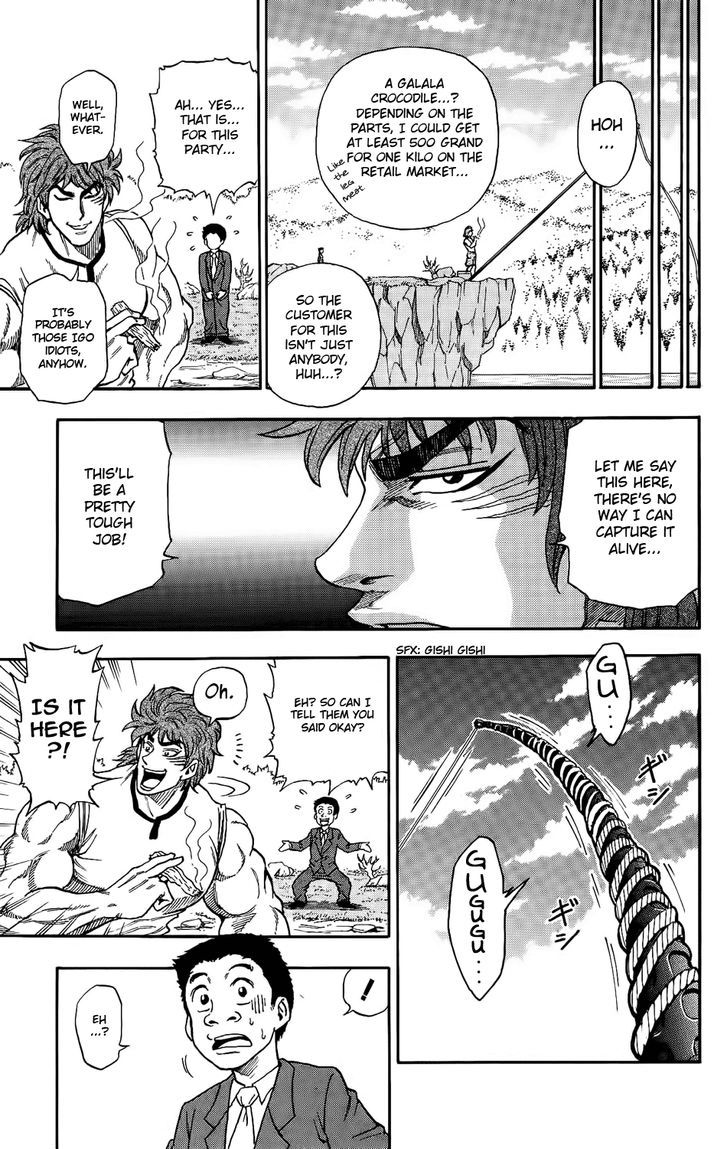 HOH
...
A GALALA
CROCODILE...?
DEPENDING ON
THE PARTS,
I COULD GET
AT LEAST 500 GRAND
FOR ONE KILO ON THE
RETAIL MARKET...
Like
the leg
meet
SO THE
CUSTOMER
FOR THIS
ISN'T JUST
ANYBODY,
HUH...?
AH... YES...
THAT IS...
FOR THIS
PARTY...
WELL,
WHAT-
EVER.
IT'S
PROBABLY
THOSE IGO
IDIOTS,
ANYHOW.
LET ME SAY
THIS HERE,
THERE'S NO
WAY I CAN
CAPTURE IT
ALIVE...
THIS'LL
BE A
PRETTY
TOUGH
JOB!
SFX: GISHI GISHI
GU
...
ギシ
GUGUGU
...
ギシ
EH? SO CAN I
TELL THEM YOU
SAID OKAY?
Oh.
IS IT
HERE
?!
!
EH
...?